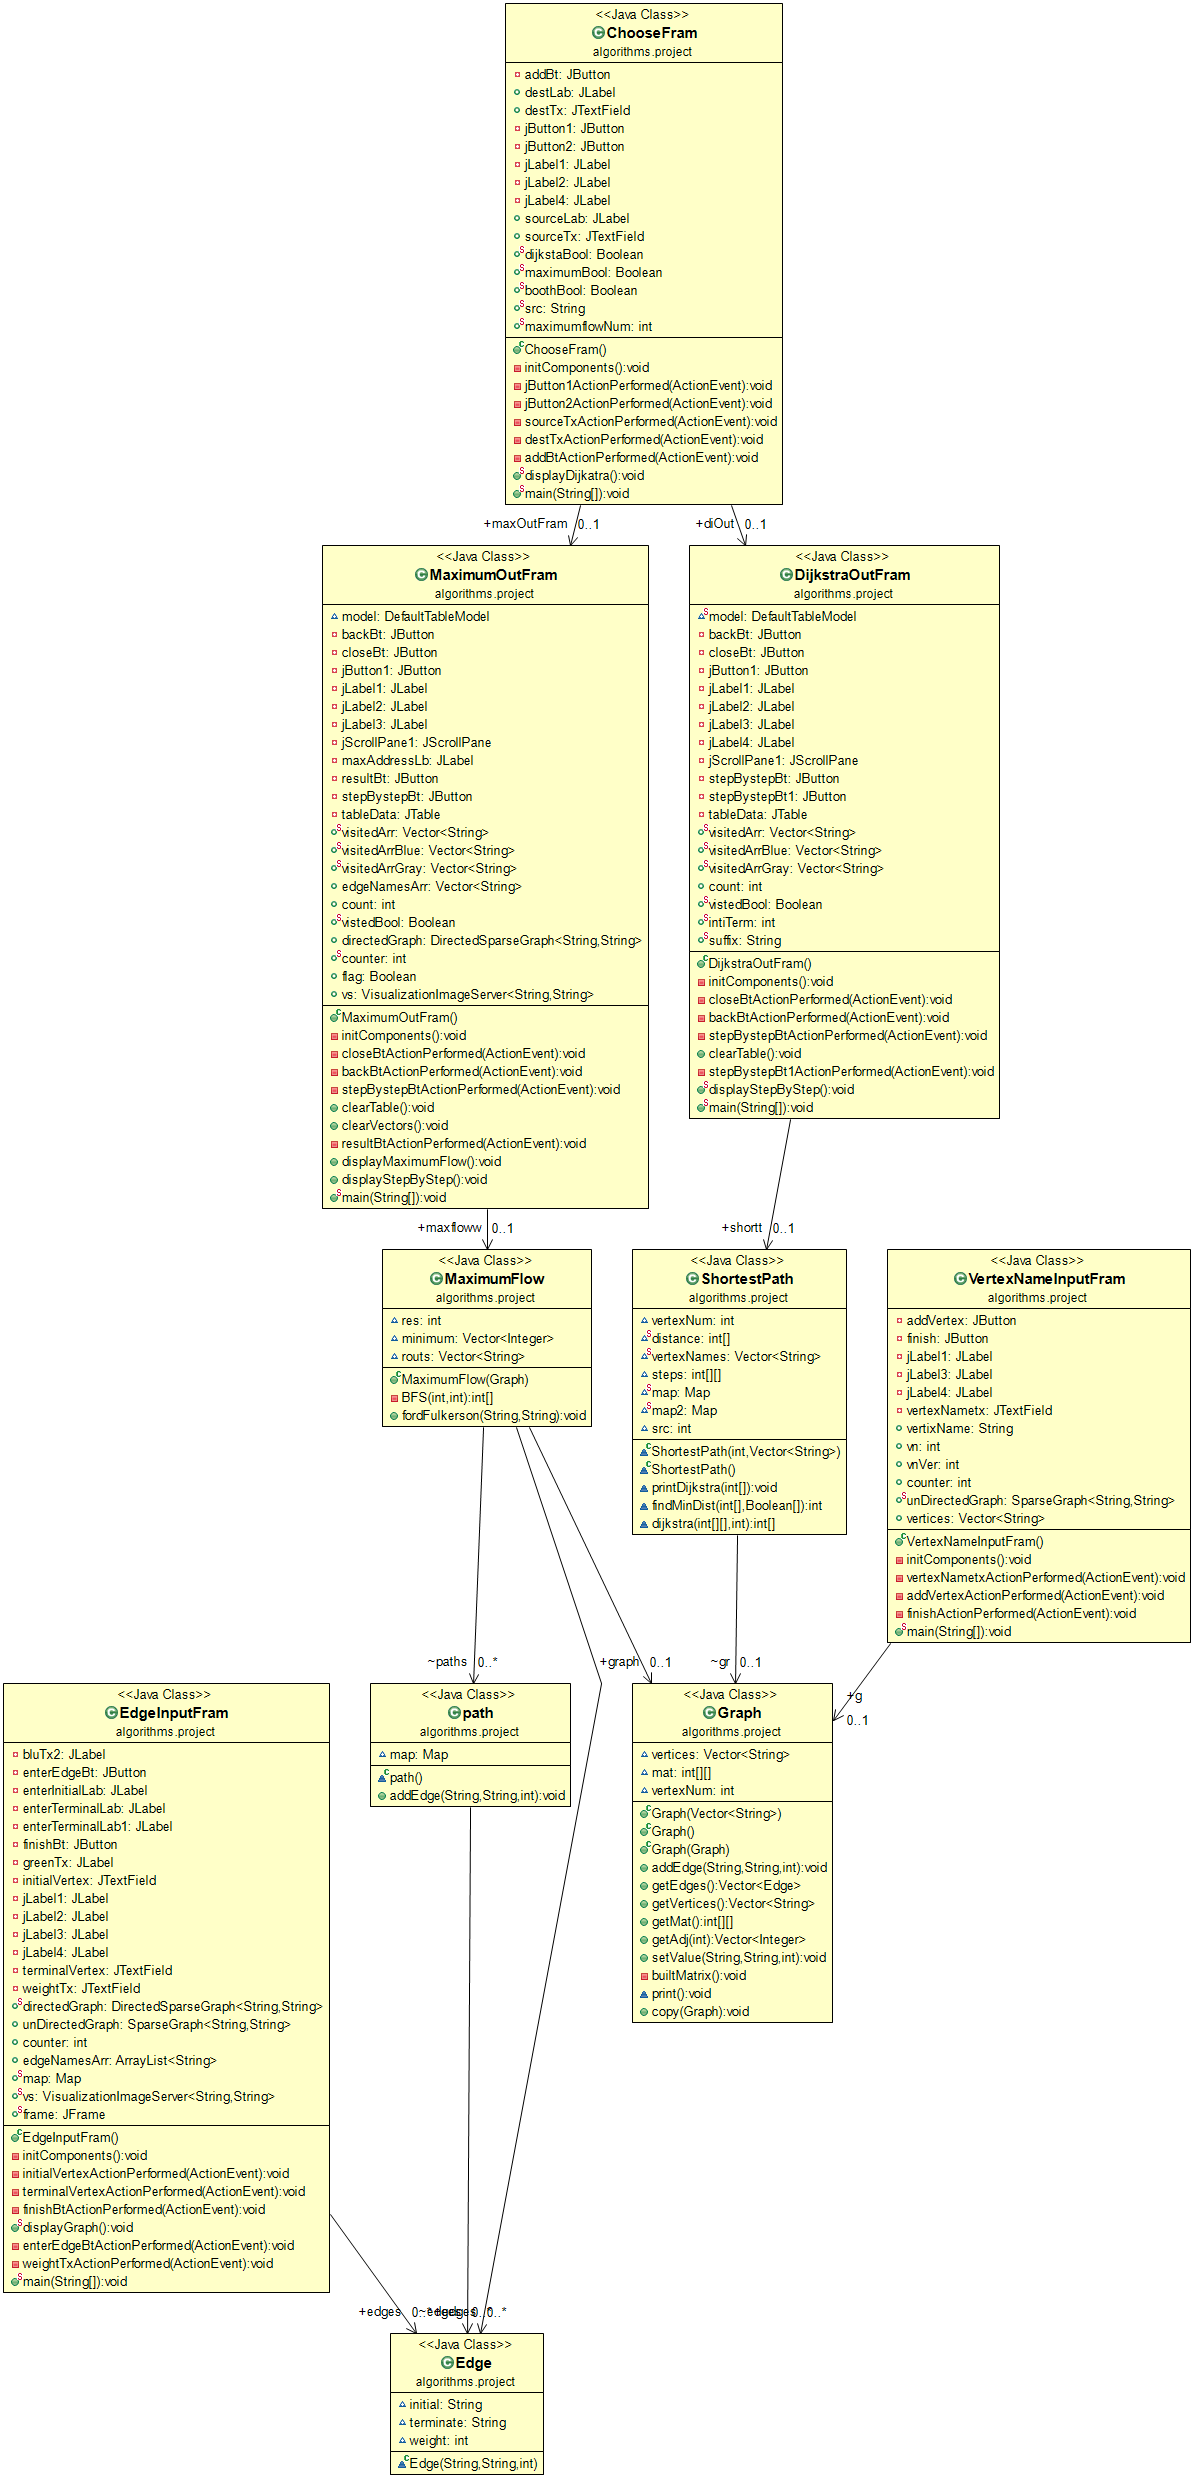 <<Java Class>>
ChooseFram
algorithms.project
addBt: JButton
destLab: JLabel
destTx: JTextField
jButton1: JButton
jButton2: JButton
jLabel1: JLabel
jLabel2: JLabel
jLabel4: JLabel
sourceLab: JLabel
sourceTx: JTextField
dijkstaBool: Boolean
maximumBool: Boolean
boothBool: Boolean
src: String
maximumflowNum: int
ChooseFram()
initComponents():void
jButton1ActionPerformed(ActionEvent):void
jButton2ActionPerformed(ActionEvent):void
sourceTxActionPerformed(ActionEvent):void
destTxActionPerformed(ActionEvent):void
addBtActionPerformed(ActionEvent):void
displayDijkatra():void
main(String[]):void
+maxOutFram 0..1
+diOut 0..1
<<Java Class>>
MaximumOutFram
algorithms.project
model: DefaultTableModel
backBt: JButton
closeBt: JButton
jButton1: JButton
jLabel1: JLabel
jLabel2: JLabel
jLabel3: JLabel
jScrollPane1: JScrollPane
maxAddressLb: JLabel
resultBt: JButton
stepBystepBt: JButton
tableData: JTable
visitedArr: Vector<String>
visitedArrBlue: Vector<String>
visitedArrGray: Vector<String>
edgeNamesArr: Vector<String>
count: int
vistedBool: Boolean
directedGraph: DirectedSparseGraph<String,String>
counter: int
flag: Boolean
vs: VisualizationImageServer<String,String>
MaximumOutFram()
initComponents():void
closeBtActionPerformed(ActionEvent):void
backBtActionPerformed(ActionEvent):void
stepBystepBtActionPerformed(ActionEvent):void
clearTable():void
clearVectors():void
resultBtActionPerformed(ActionEvent):void
displayMaximumFlow():void
displayStepByStep():void
main(String[]):void
<<Java Class>>
DijkstraOutFram
algorithms.project
model: DefaultTableModel
backBt: JButton
closeBt: JButton
jButton1: JButton
jLabel1: JLabel
jLabel2: JLabel
jLabel3: JLabel
jLabel4: JLabel
jScrollPane1: JScrollPane
stepBystepBt: JButton
stepBystepBt1: JButton
tableData: JTable
visitedArr: Vector<String>
visitedArrBlue: Vector<String>
visitedArrGray: Vector<String>
count: int
vistedBool: Boolean
intiTerm: int
suffix: String
DijkstraOutFram()
initComponents():void
closeBtActionPerformed(ActionEvent):void
backBtActionPerformed(ActionEvent):void
stepBystepBtActionPerformed(ActionEvent):void
clearTable():void
stepBystepBt1ActionPerformed(ActionEvent):void
displayStepByStep():void
main(String[]):void
+maxfloww 0..1
+shortt 0..1
<<Java Class>>
MaximumFlow
algorithms.project
res: int
minimum: Vector<Integer>
routs: Vector<String>
MaximumFlow(Graph)
BFS(int,int):int[]
fordFulkerson(String,String):void
<<Java Class>>
ShortestPath
algorithms.project
vertexNum: int
distance: int[]
vertexNames: Vector<String>
steps: int[][]
map: Map
map2: Map
src: int
ShortestPath(int,Vector<String>)
ShortestPath()
printDijkstra(int[]):void
findMinDist(int[],Boolean[]):int
dijkstra(int[][],int):int[]
<<Java Class>>
VertexNameInputFram
algorithms.project
addVertex: JButton
finish: JButton
jLabel1: JLabel
jLabel3: JLabel
jLabel4: JLabel
vertexNametx: JTextField
vertixName: String
vn: int
vnVer: int
counter: int
unDirectedGraph: SparseGraph<String,String>
vertices: Vector<String>
VertexNameInputFram()
initComponents():void
vertexNametxActionPerformed(ActionEvent):void
addVertexActionPerformed(ActionEvent):void
finishActionPerformed(ActionEvent):void
main(String[]):void
~paths 0..*
+graph 0..1
~gr 0..1
+g
0..1
<<Java Class>>
EdgeInputFram
algorithms.project
bluTx2: JLabel
enterEdgeBt: JButton
enterInitialLab: JLabel
enterTerminalLab: JLabel
enterTerminalLab1: JLabel
finishBt: JButton
greenTx: JLabel
initialVertex: JTextField
jLabel1: JLabel
jLabel2: JLabel
jLabel3: JLabel
jLabel4: JLabel
terminalVertex: JTextField
weightTx: JTextField
directedGraph: DirectedSparseGraph<String,String>
unDirectedGraph: SparseGraph<String,String>
counter: int
edgeNamesArr: ArrayList<String>
map: Map
vs: VisualizationImageServer<String,String>
frame: JFrame
EdgeInputFram()
initComponents():void
initialVertexActionPerformed(ActionEvent):void
terminalVertexActionPerformed(ActionEvent):void
finishBtActionPerformed(ActionEvent):void
displayGraph():void
enterEdgeBtActionPerformed(ActionEvent):void
weightTxActionPerformed(ActionEvent):void
main(String[]):void
<<Java Class>>
path
algorithms.project
map: Map
path()
addEdge(String,String,int):void
<<Java Class>>
Graph
algorithms.project
vertices: Vector<String>
mat: int[][]
vertexNum: int
Graph(Vector<String>)
Graph()
Graph(Graph)
addEdge(String,String,int):void
getEdges():Vector<Edge>
getVertices():Vector<String>
getMat():int[][]
getAdj(int):Vector<Integer>
setValue(String,String,int):void
builtMatrix():void
print():void
copy(Graph):void
+edges
<<Java Class>>
Edge
algorithms.project
initial: String
terminate: String
weight: int
Edge(String,String,int)